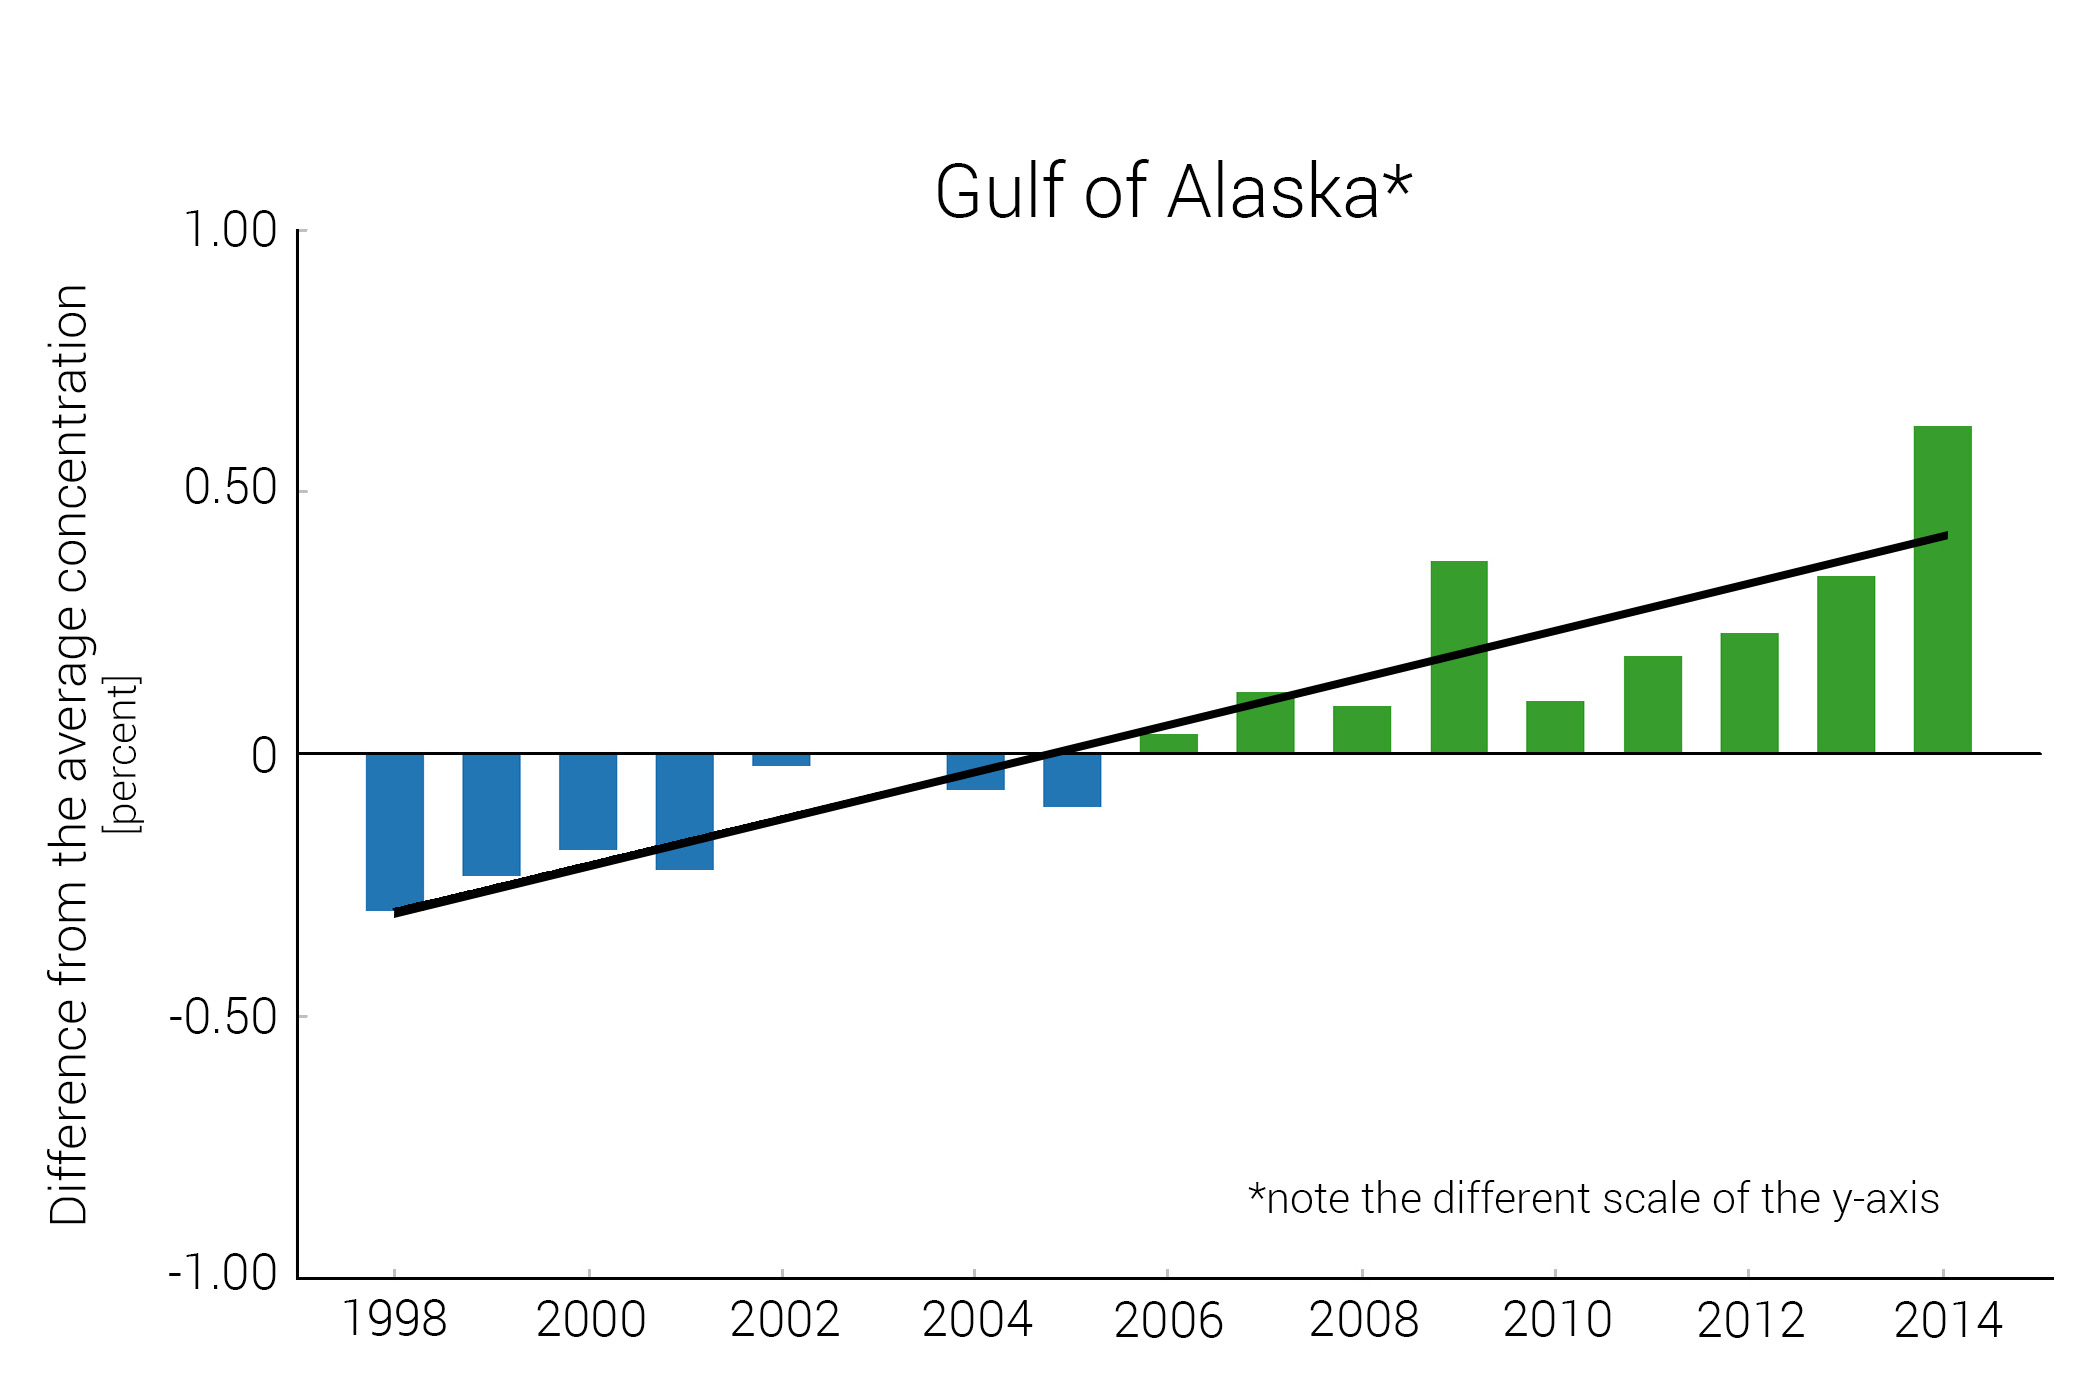 Gulf of Alaska*
1.00
0.50
0
-0.50
-1.00
Difference from the average concentration
[percent]
*note the different scale of the y-axis
1998 2000 2002 2004 2006 2008 2010 2012 2014